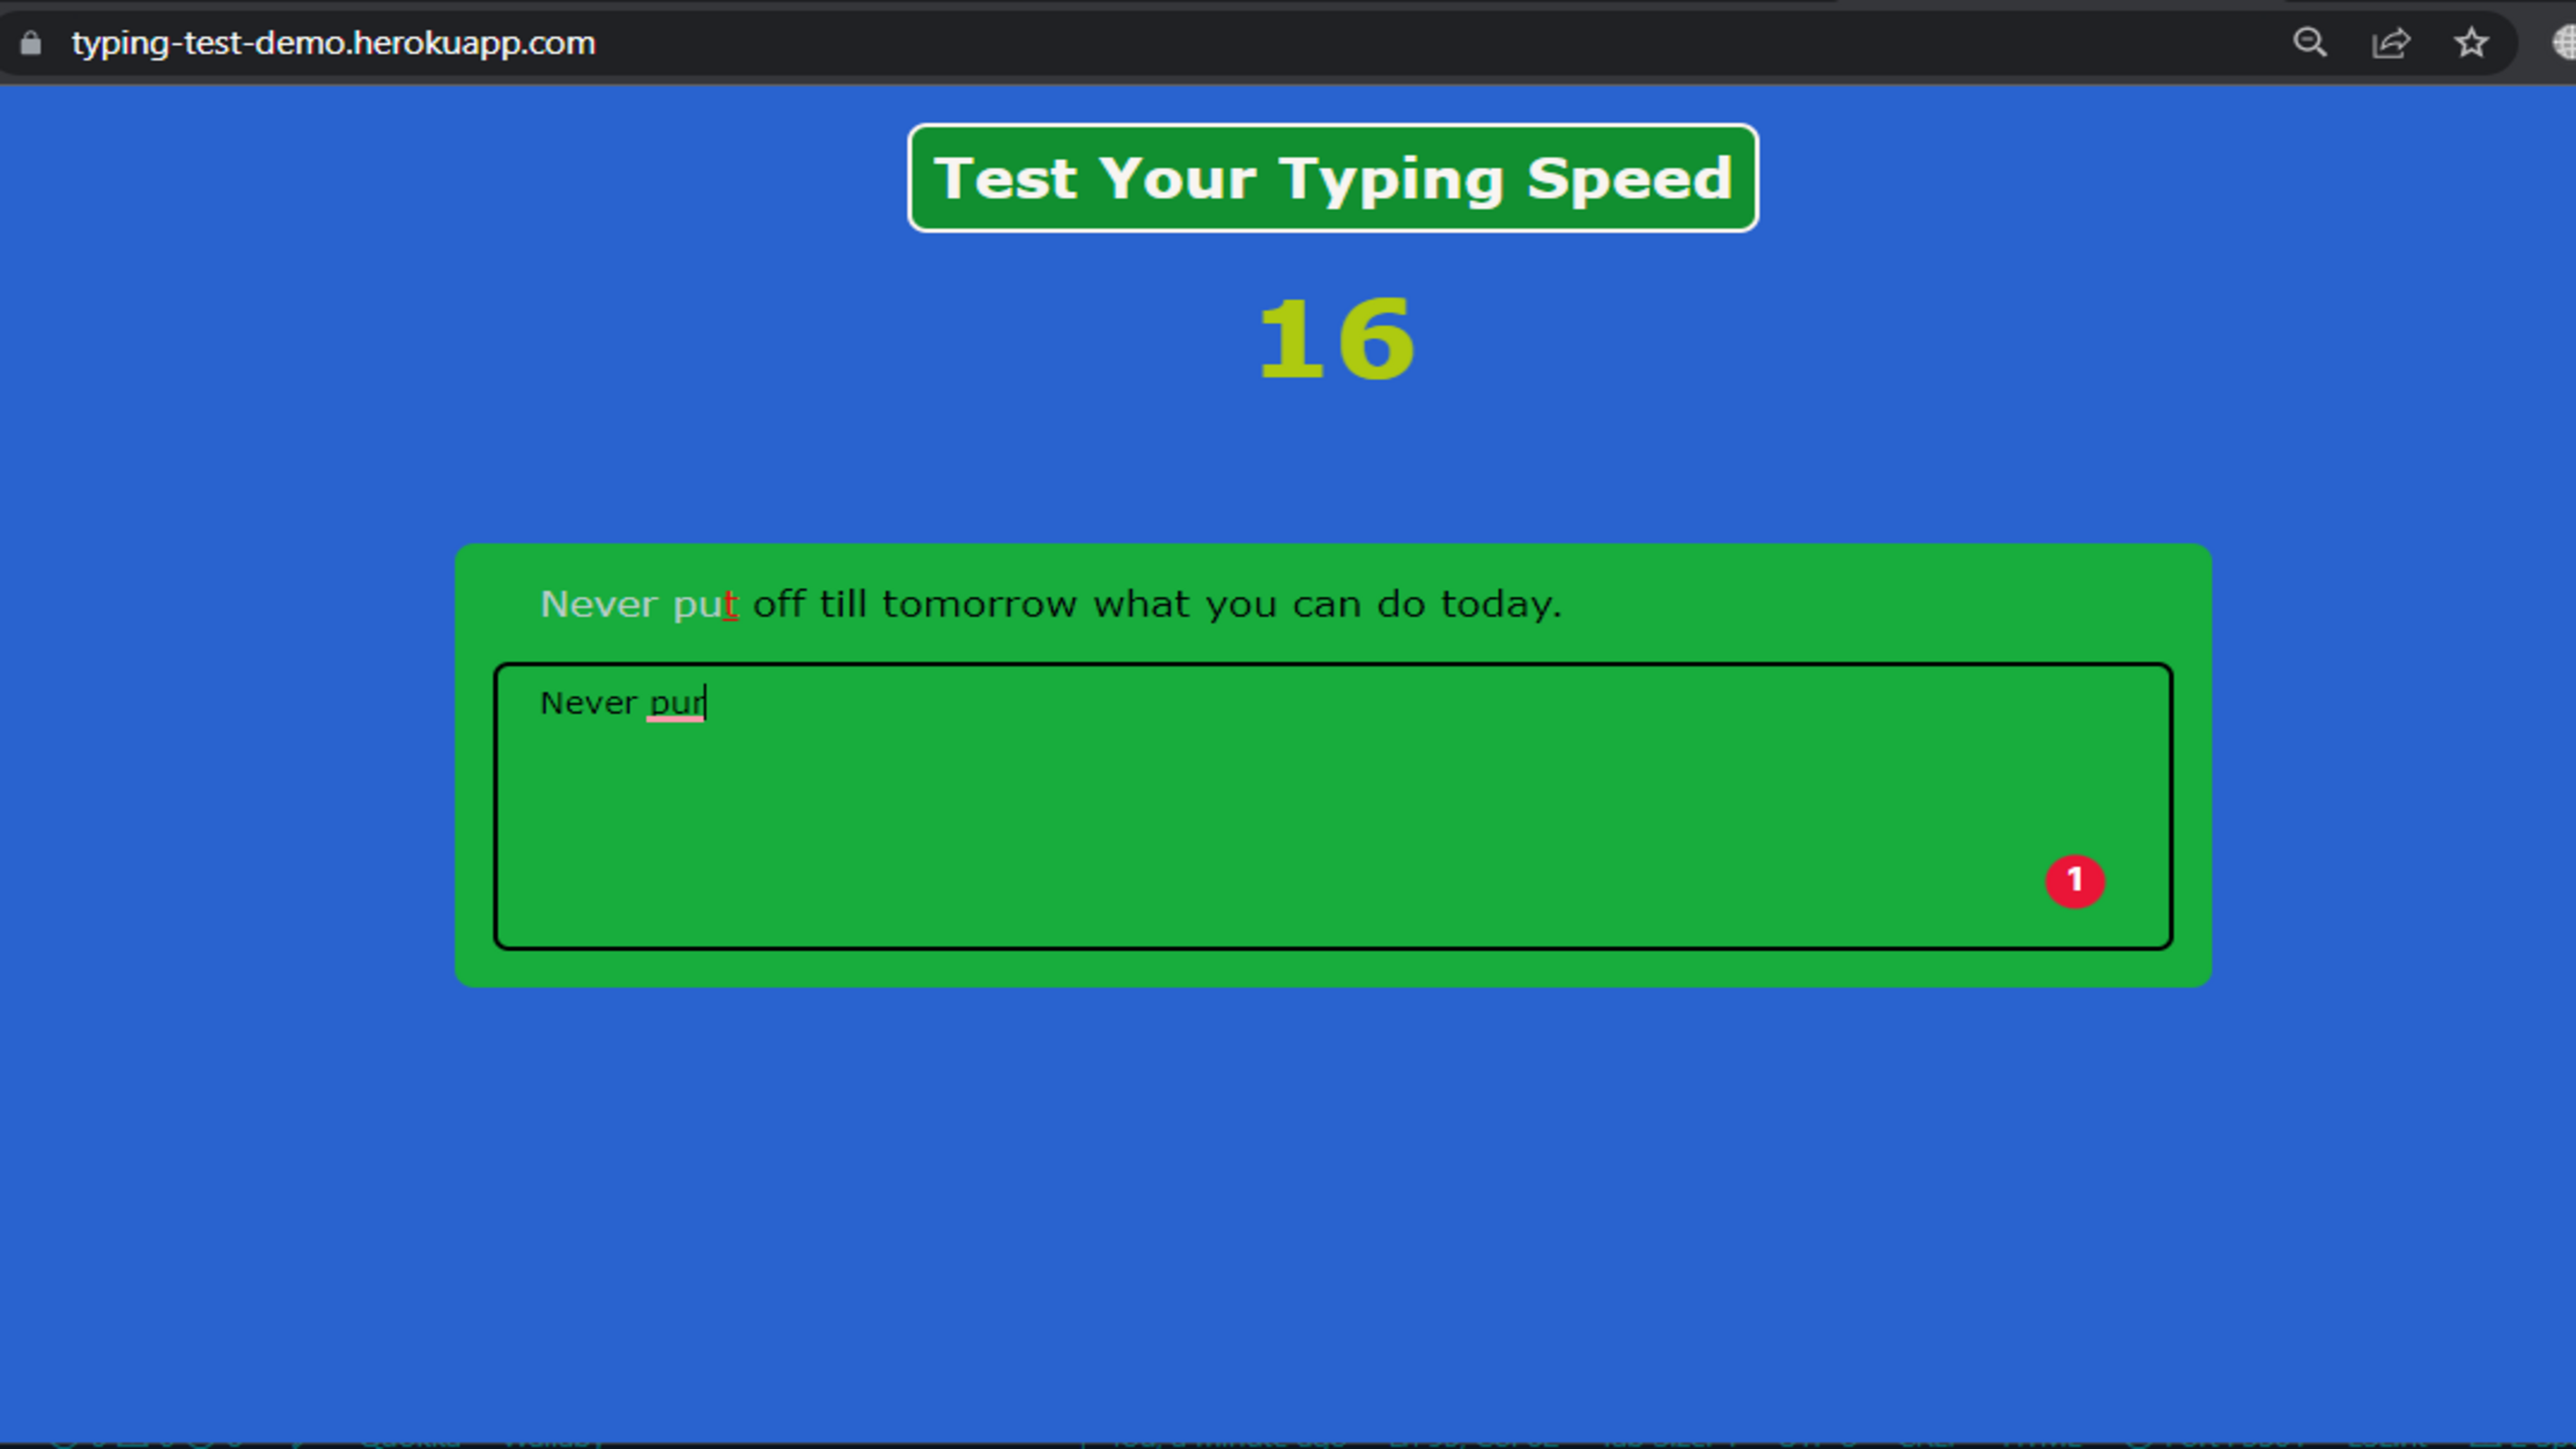 typing-test-demo.herokuapp.com
Test Your Typing Speed
16
Never put off till tomorrow what you can do today.
Never pur
1